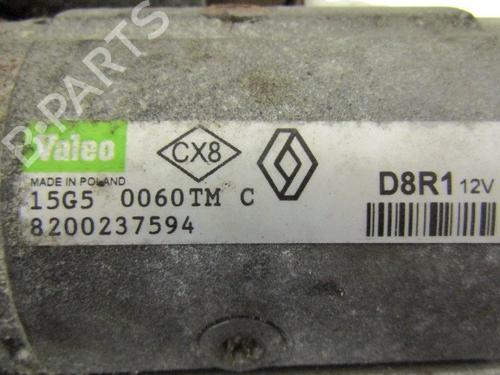 B-PARTS
Valeo
CX8
MADE IN POLAND
D8R1 12V
15G5 0060TM C
8200237594